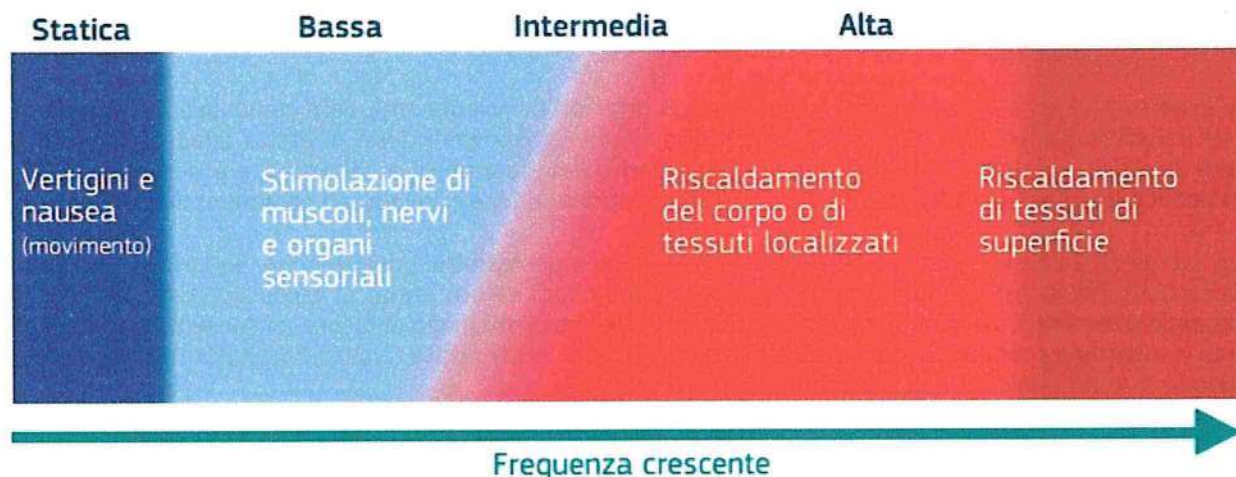 Statica Bassa Intermedia Alta
Vertigini e
nausea
(movimento)
Stimolazione di
muscoli, nervi
e organi
sensoriali
Riscaldamento
del corpo o di
tessuti localizzati
Riscaldamento
di tessuti di
superficie
Frequenza crescente